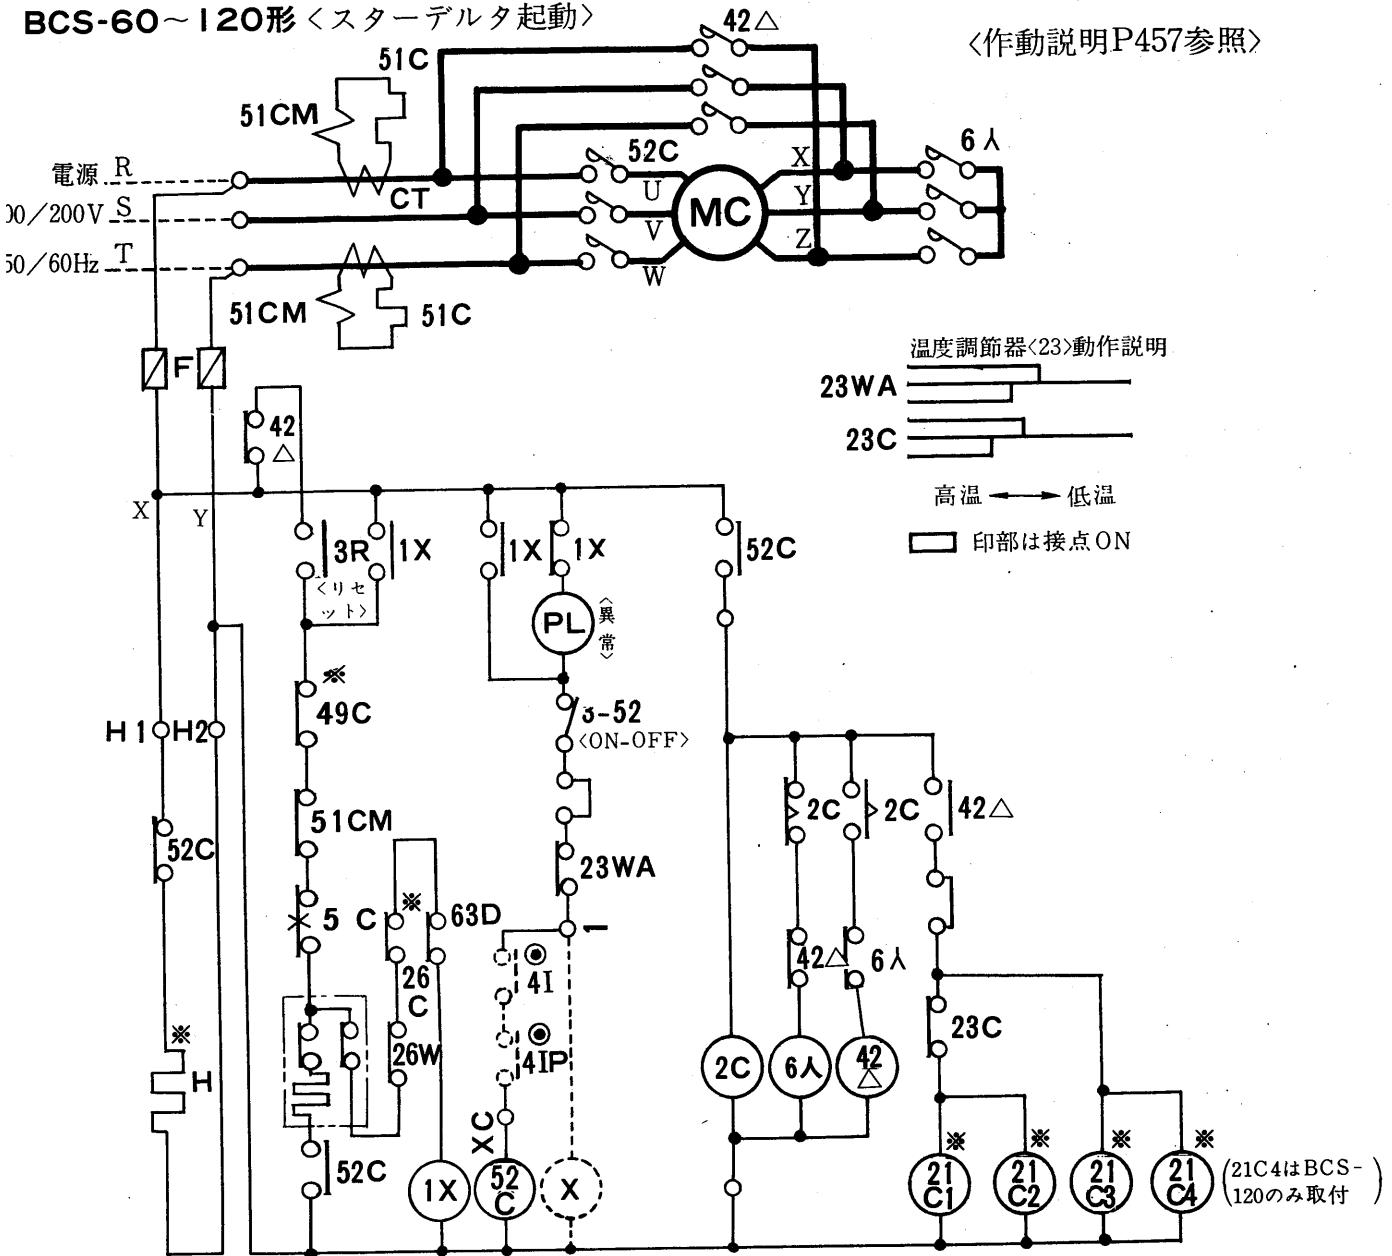 BCS-60～120形〈スターデルタ起動〉
〈作動説明P457参照〉
42△
51C
51CM
6人
52C
電源 R
CT
U
X
MC
Y
00/200V S
V
Z
50/60Hz T
W
51CM
51C
F
温度調節器〈23〉動作説明
23WA
23C
高温 低温
印部は接点ON
42
△
X
Y
3R
〈リセ
ット〉
1X
1X
1X
52C
PL
〈異常〉
※
49C
3-52
〈ON-OFF〉
H1
H2
51CM
52C
2C
2C
42△
23WA
5
C
※
63D
1
26
C
42△
6人
4I
23C
※
H
26W
4IP
2C
6人
42
△
XC
52C
1X
52
C
X
※
21
C1
※
21
C2
※
21
C3
※
21
C4
(21C4はBCS-
120のみ取付)